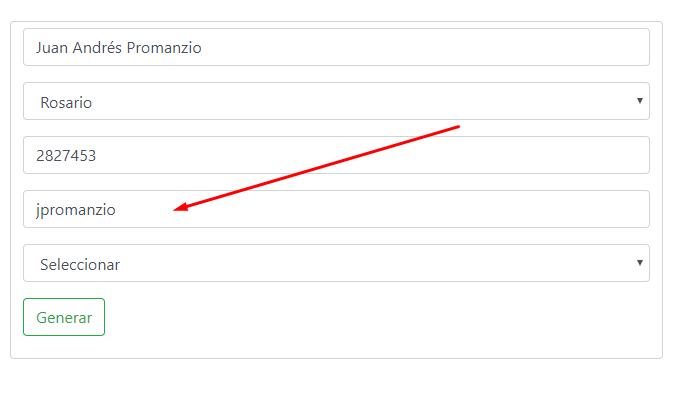 Juan Andrés Promanzio
Rosario
2827453
jpromanzio
Seleccionar
Generar